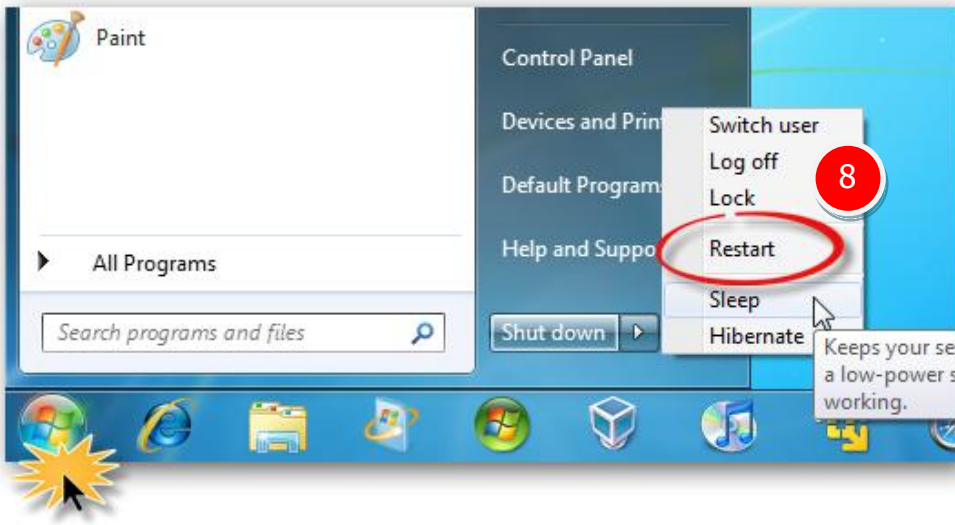 Paint
All Programs
Search programs and files
Control Panel
Devices and Prin
Default Program
Help and Suppo
Shut down
Switch user
Log off
Lock
8
Restart
Sleep
Hibernate
Keeps your se
a low-power s
working.